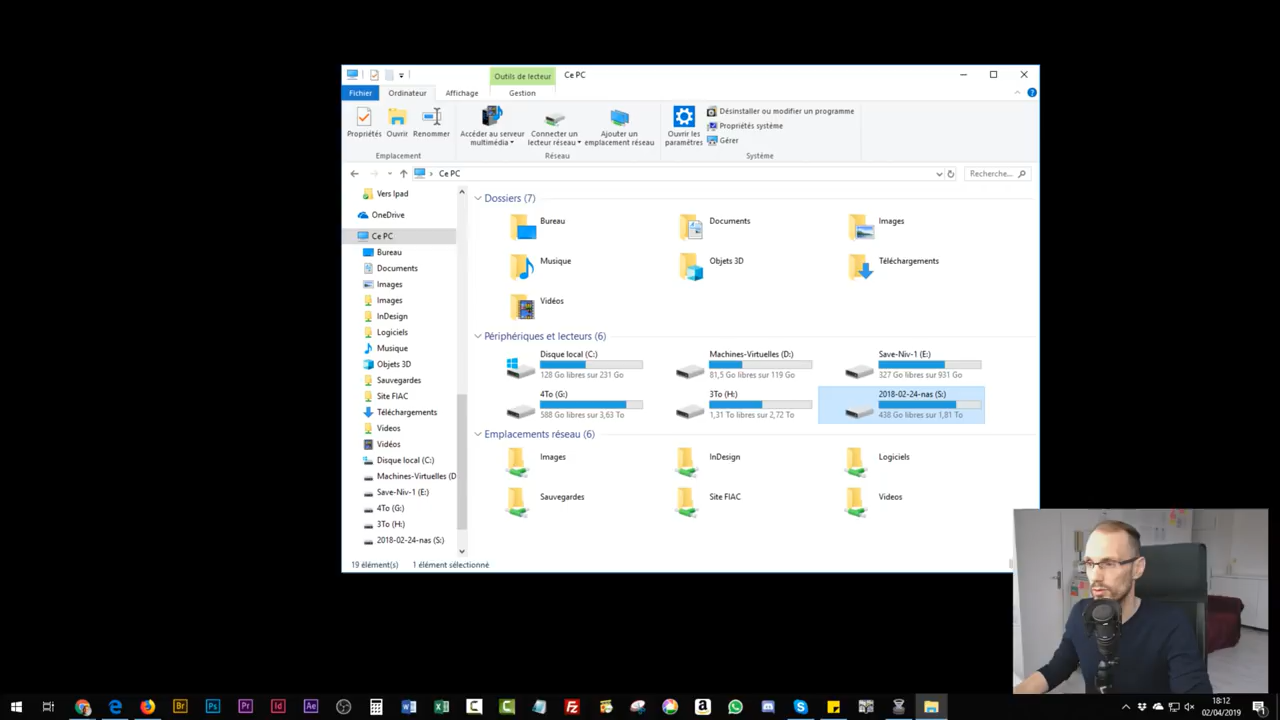 Outils de lecteur
Ce PC
Fichier
Ordinateur
Affichage
Gestion
Propriétés
Ouvrir
Renommer
Accéder au serveur
multimédia
Connecter un
lecteur réseau
Ajouter un
emplacement réseau
Ouvrir les
paramètres
Désinstaller ou modifier un programme
Propriétés système
Gérer
Emplacement
Réseau
Système
Ce PC
Recherche...
Vers Ipad
OneDrive
Ce PC
Bureau
Documents
Images
Images
InDesign
Logiciels
Musique
Objets 3D
Sauvegardes
Site FIAC
Téléchargements
Videos
Vidéos
Disque local (C:)
Machines-Virtuelles (D
Save-Niv-1 (E:)
4To (G:)
3To (H:)
2018-02-24-nas (S:)
Dossiers (7)
Bureau
Documents
Images
Musique
Objets 3D
Téléchargements
Vidéos
Périphériques et lecteurs (6)
Disque local (C:)
128 Go libres sur 231 Go
Machines-Virtuelles (D:)
81,5 Go libres sur 119 Go
Save-Niv-1 (E:)
327 Go libres sur 931 Go
4To (G:)
588 Go libres sur 3,63 To
3To (H:)
1,31 To libres sur 2,72 To
2018-02-24-nas (S:)
438 Go libres sur 1,81 To
Emplacements réseau (6)
Images
InDesign
Logiciels
Sauvegardes
Site FIAC
Videos
19 élément(s)
1 élément sélectionné
Br
Ps
Pr
Id
Ae
18:12
02/04/2019